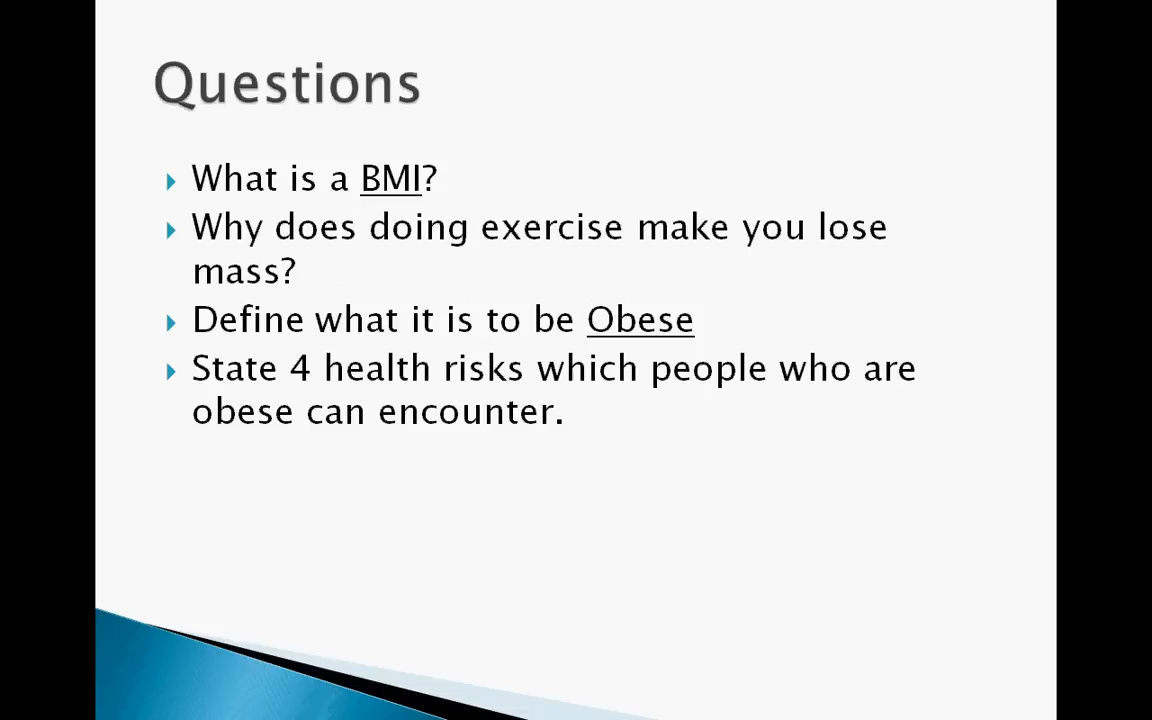 Questions
What is a BMI?
Why does doing exercise make you lose
mass?
Define what it is to be Obese
State 4 health risks which people who are
obese can encounter.